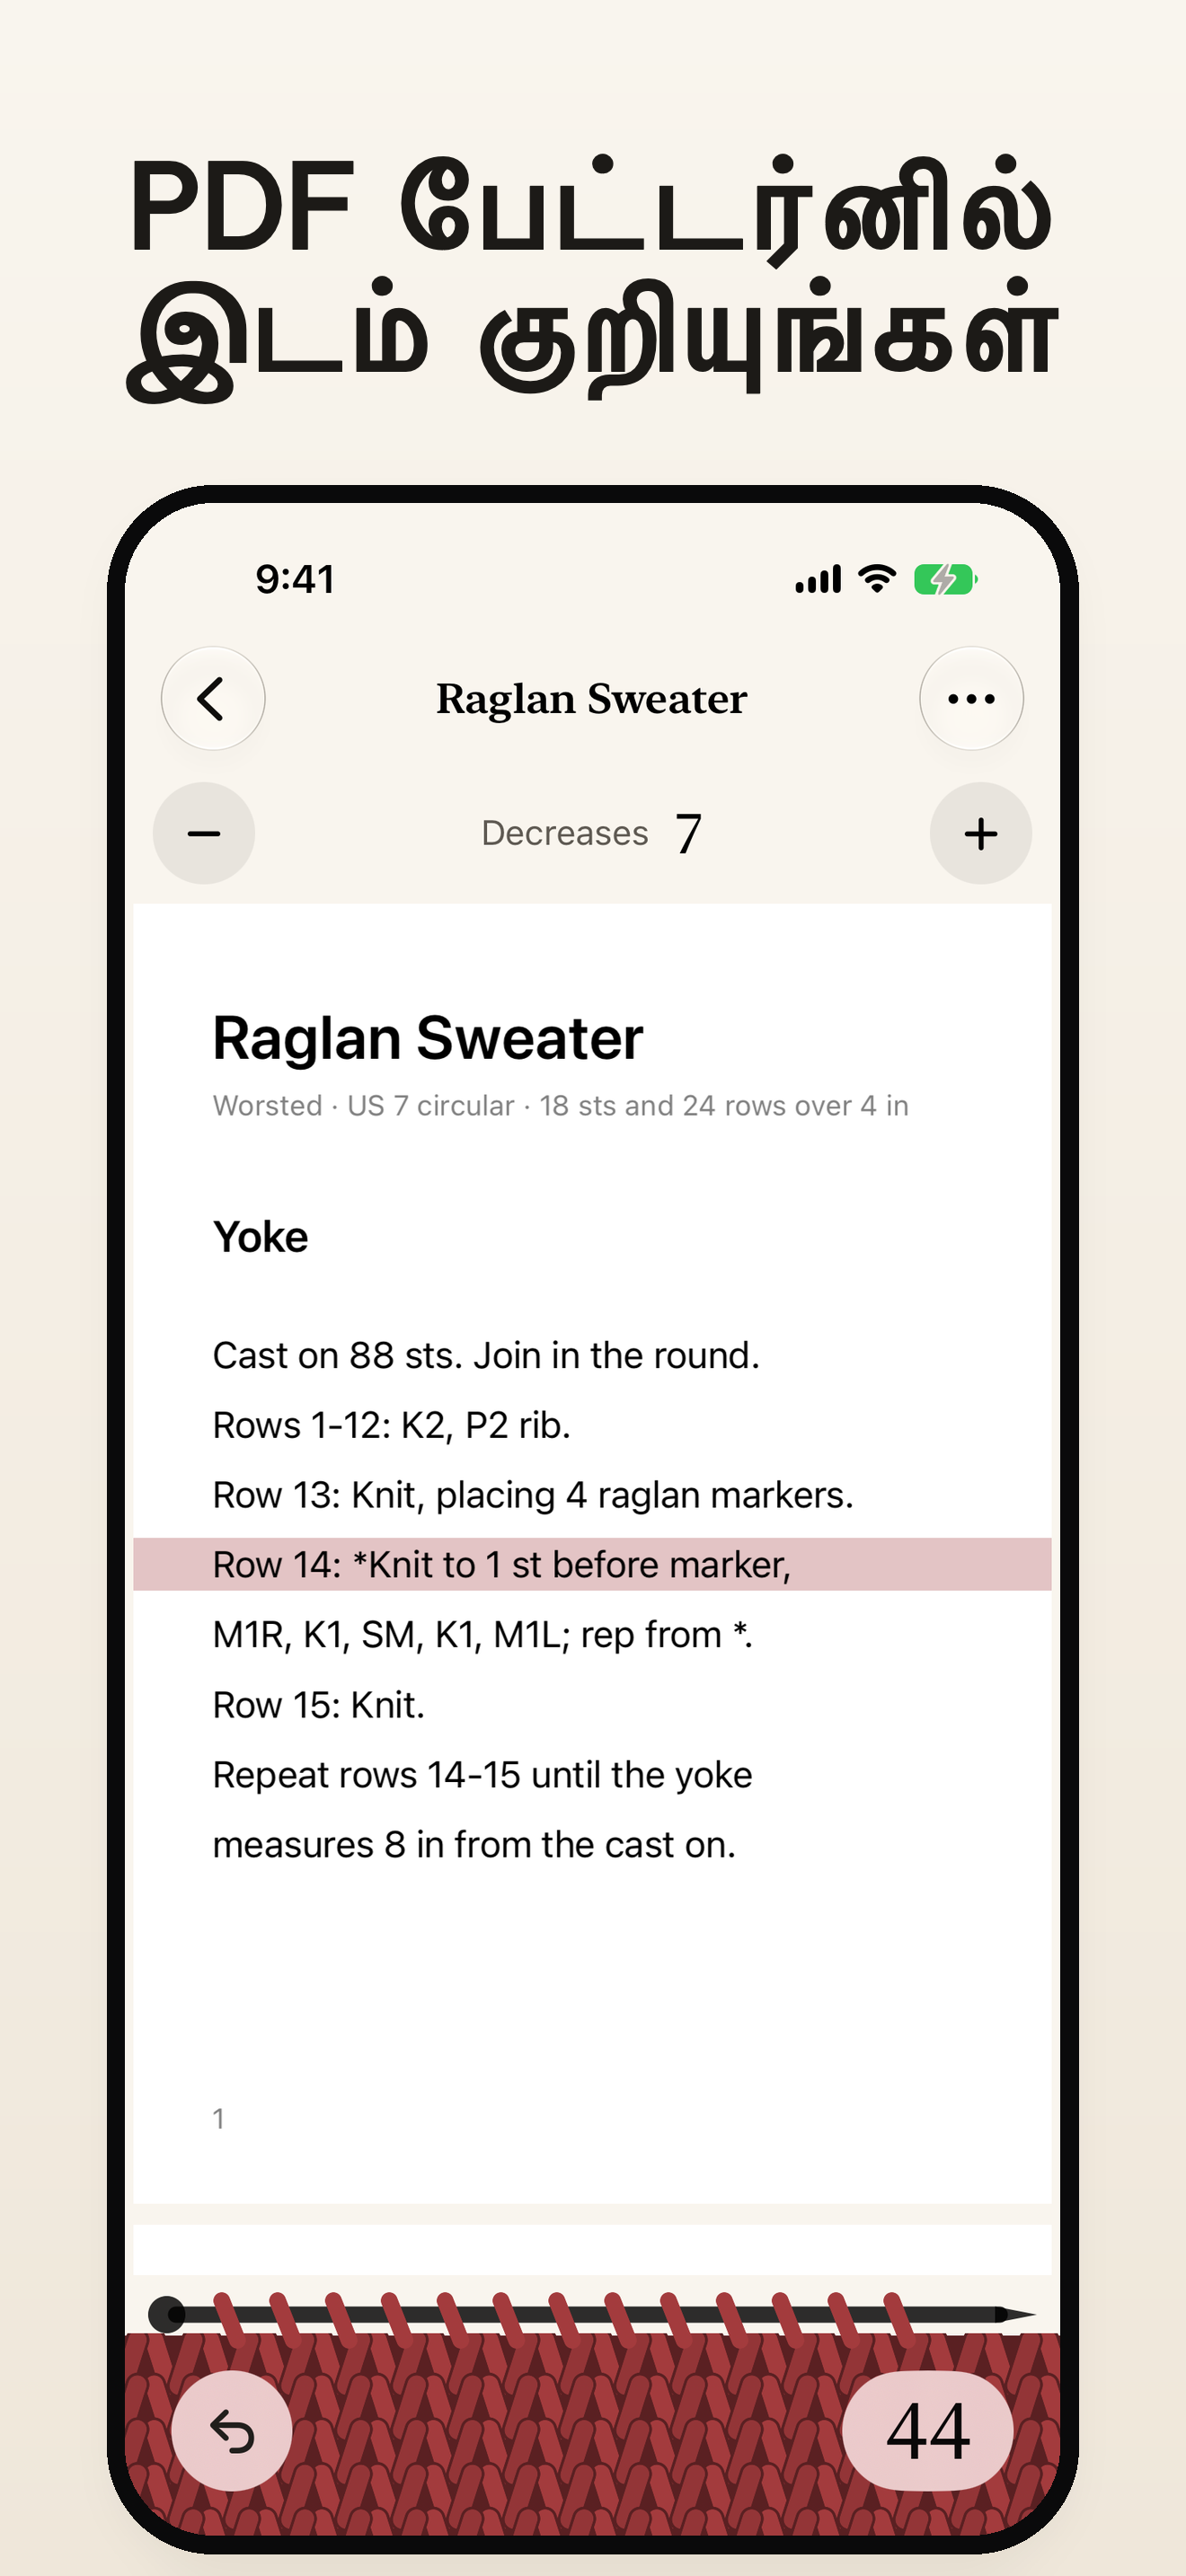 PDF பேட்டர்னில்
இடம் குறியுங்கள்
9:41
Raglan Sweater
Decreases 7
Raglan Sweater
Worsted · US 7 circular · 18 sts and 24 rows over 4 in
Yoke
Cast on 88 sts. Join in the round.
Rows 1-12: K2, P2 rib.
Row 13: Knit, placing 4 raglan markers.
Row 14: *Knit to 1 st before marker,
M1R, K1, SM, K1, M1L; rep from *.
Row 15: Knit.
Repeat rows 14-15 until the yoke
measures 8 in from the cast on.
1
44